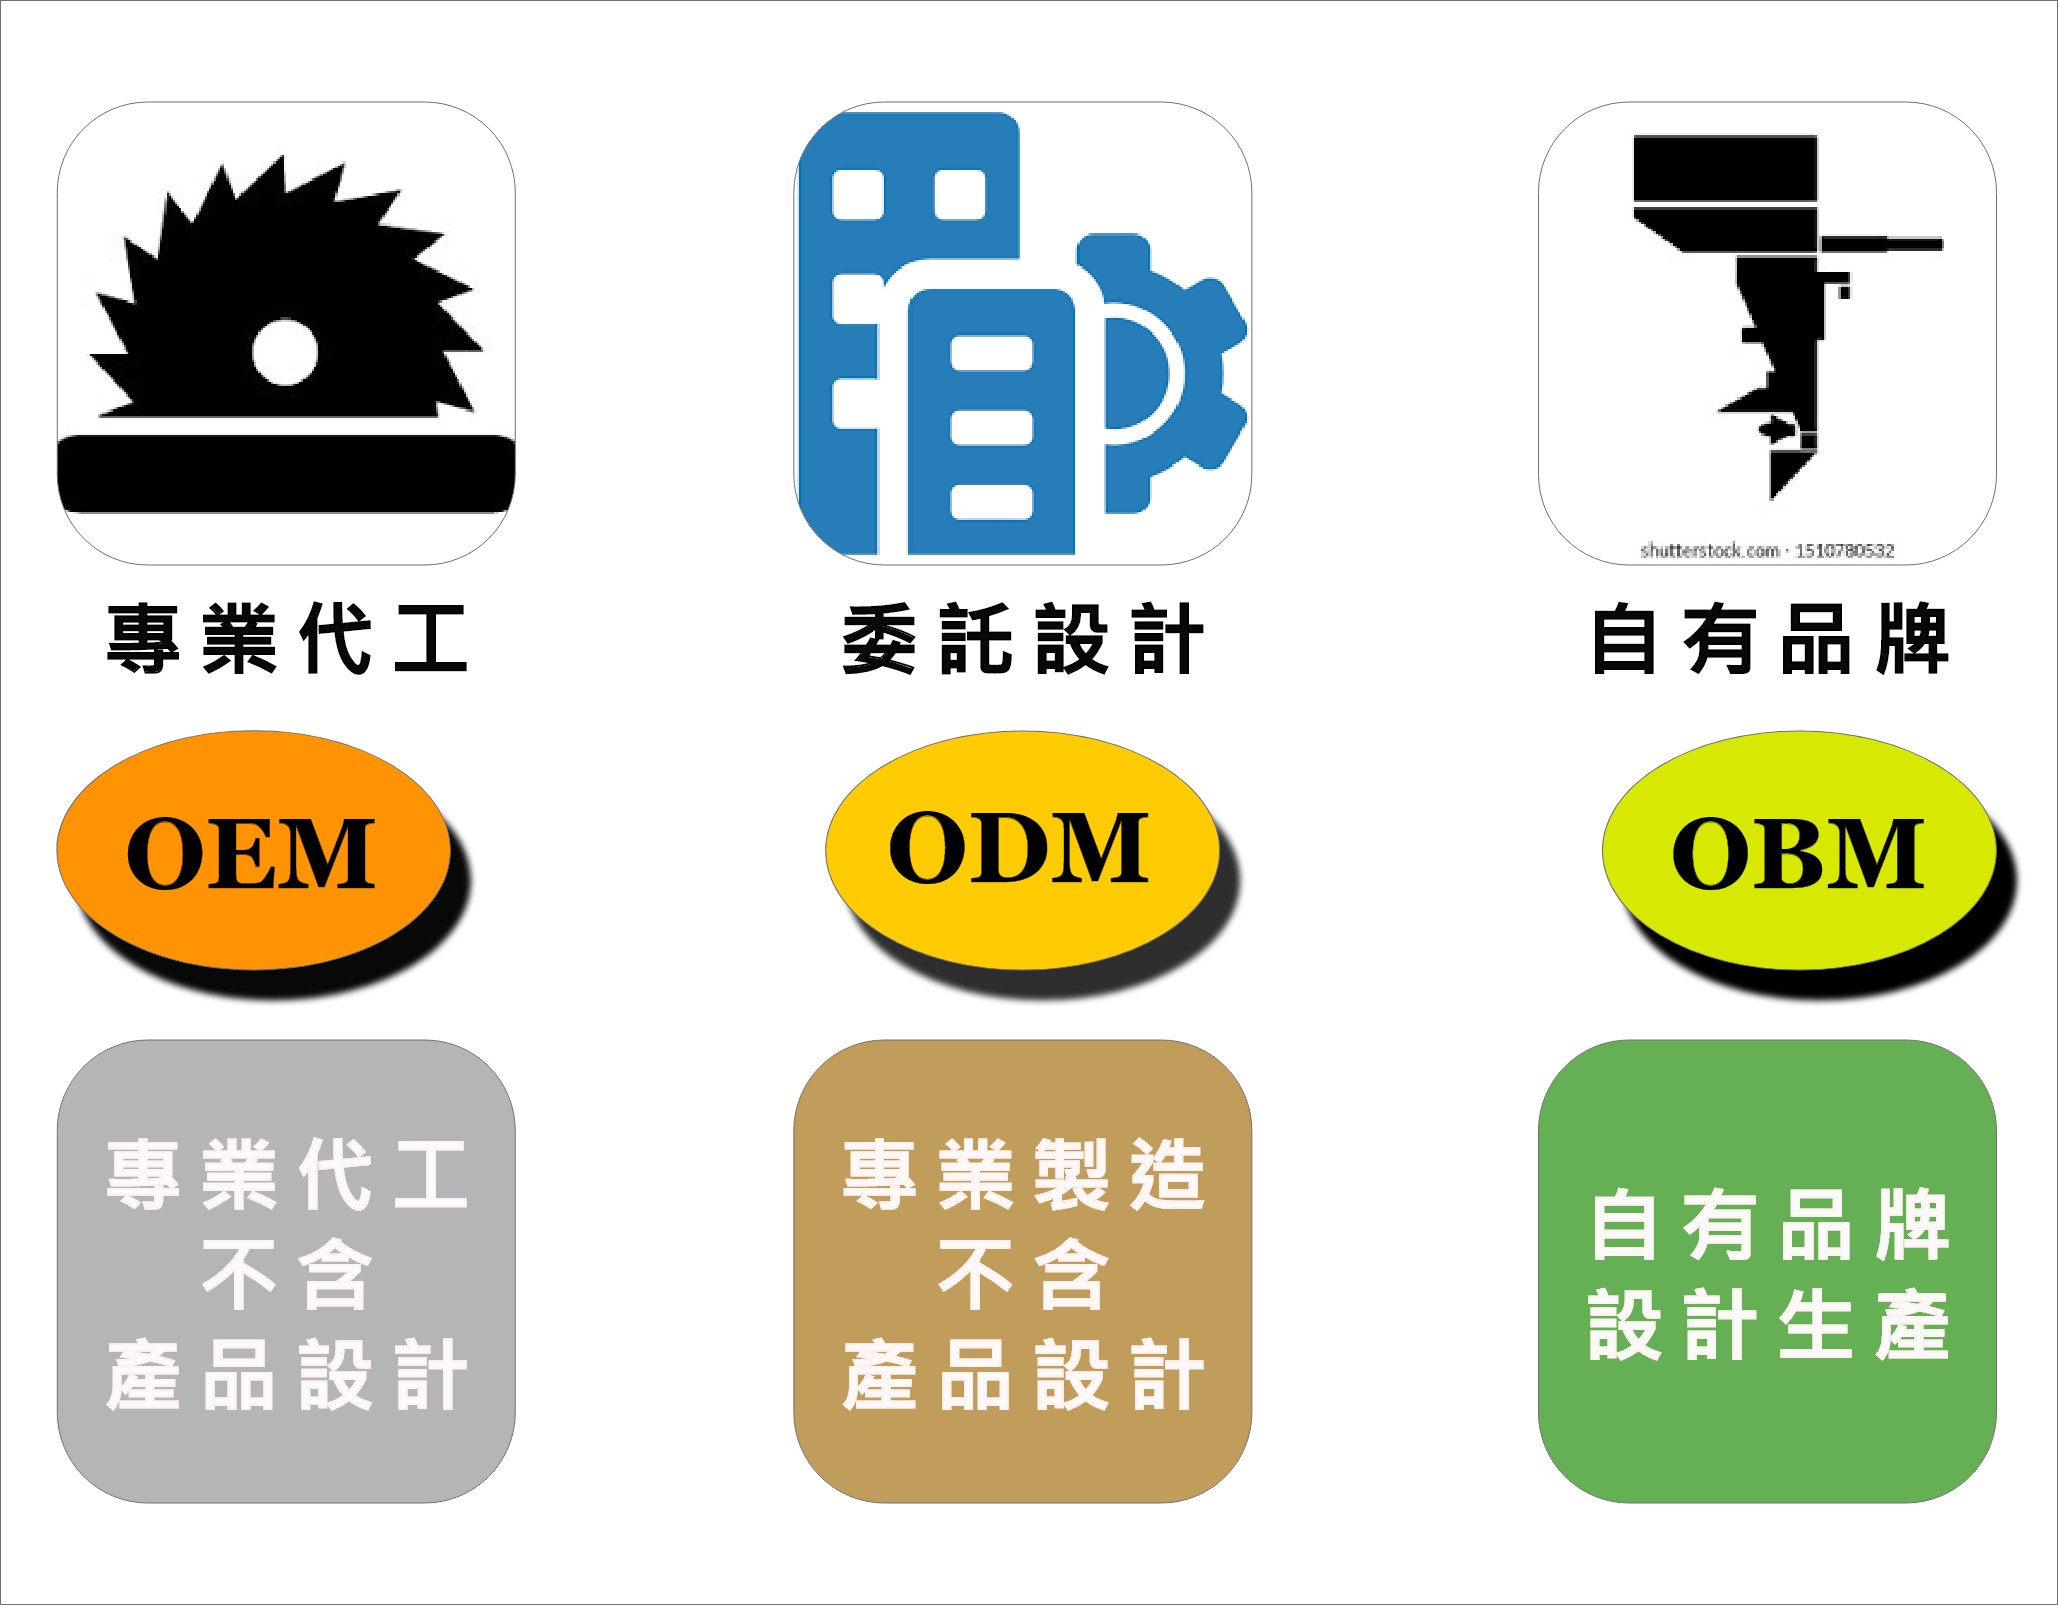 shutterstock.com · 1510780532
專業代工
委託設計
自有品牌
OEM
ODM
OBM
專業代工
不含
產品設計
專業製造
不含
產品設計
自有品牌
設計生產